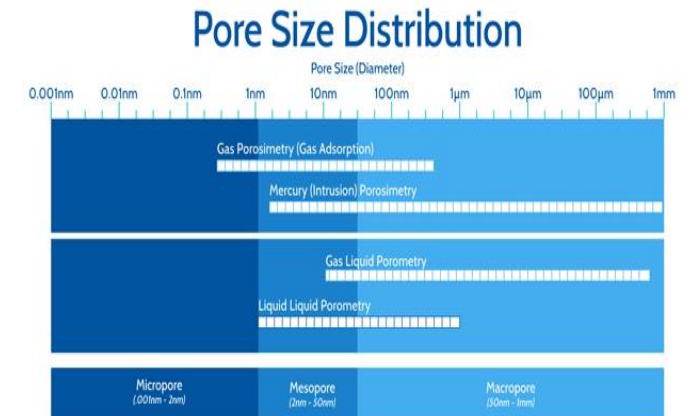 Pore Size Distribution
Pore Size (Diameter)
0.001nm 0.01nm 0.1nm 1nm 10nm 100nm 1µm 10µm 100µm 1mm
Gas Porosimetry (Gas Adsorption)
Mercury (Intrusion) Porosimetry
Gas Liquid Porometry
Liquid Liquid Porometry
Micropore
(.001nm - 2nm)
Mesopore
(2nm - 50nm)
Macropore
(50nm - 1mm)